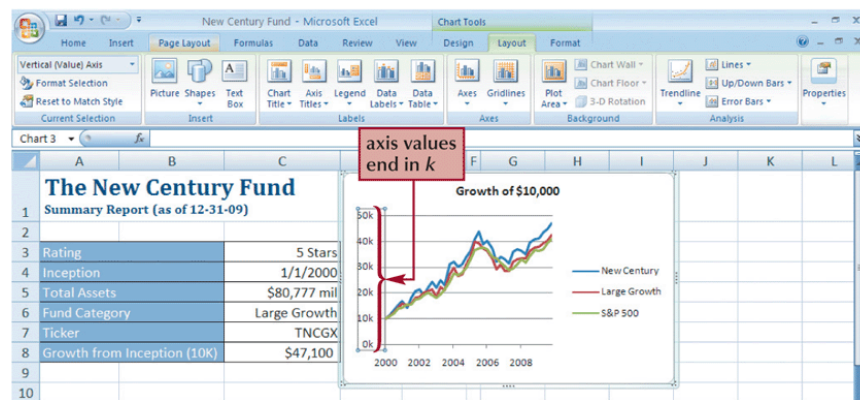 New Century Fund - Microsoft Excel
Chart Tools
Home Insert Page Layout Formulas Data Review View Design Layout Format
Vertical (Value) Axis
Format Selection
Reset to Match Style
Current Selection
Picture Shapes Text Box
Insert
Chart Title Axis Titles Legend Data Labels Data Table
Labels
Axes Gridlines
Axes
Plot Area
Chart Wall
Chart Floor
3-D Rotation
Background
Trendline
Lines
Up/Down Bars
Error Bars
Analysis
Properties
Chart 3 fx
axis values
end in k
A B C F G H I J K L
1 The New Century Fund
Summary Report (as of 12-31-09)
2
3 Rating 5 Stars
4 Inception 1/1/2000
5 Total Assets $80,777 mil
6 Fund Category Large Growth
7 Ticker TNCGX
8 Growth from Inception (10K) $47,100
9
10
Growth of $10,000
50k
40k
30k
20k
10k
0k
2000 2002 2004 2006 2008
New Century
Large Growth
S&P 500